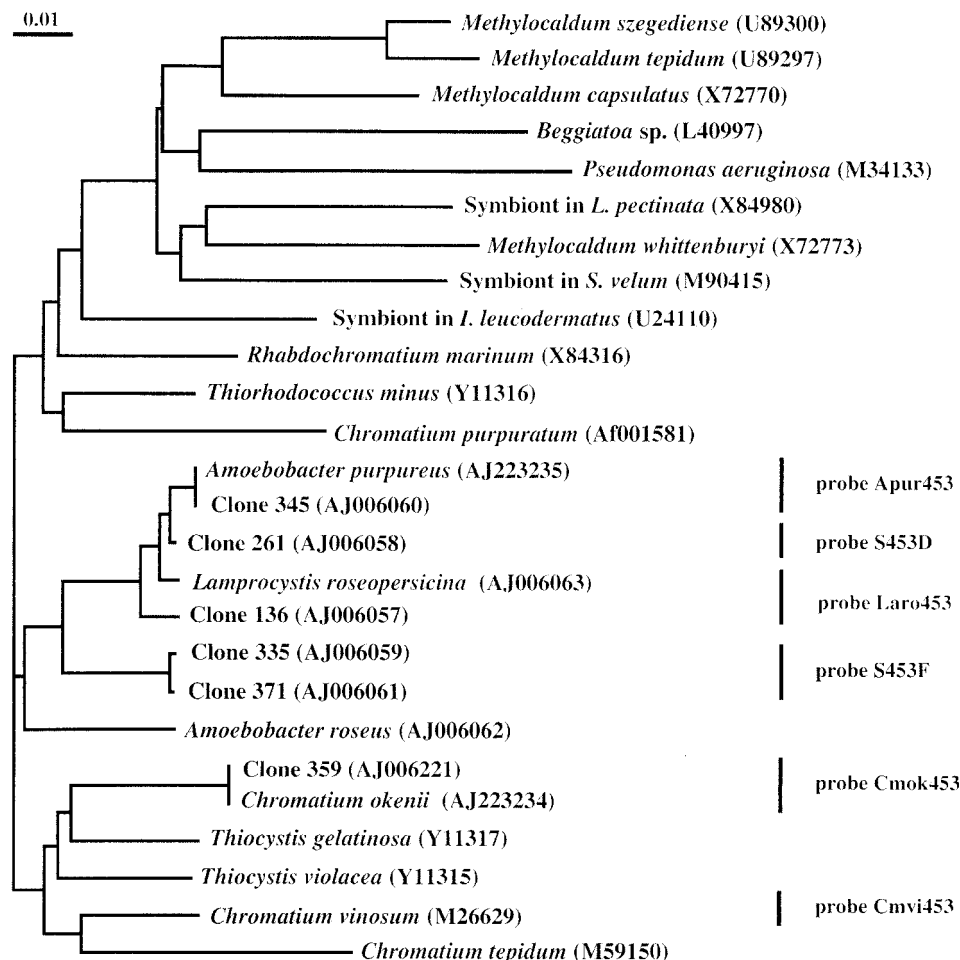 0.01
Methylocaldum szegediense (U89300)
Methylocaldum tepidum (U89297)
Methylocaldum capsulatus (X72770)
Beggiatoa sp. (L40997)
Pseudomonas aeruginosa (M34133)
Symbiont in L. pectinata (X84980)
Methylocaldum whittenburyi (X72773)
Symbiont in S. velum (M90415)
Symbiont in I. leucodermatus (U24110)
Rhabdochromatium marinum (X84316)
Thiorhodococcus minus (Y11316)
Chromatium purpuratum (Af001581)
Amoebobacter purpureus (AJ223235)
probe Apur453
Clone 345 (AJ006060)
Clone 261 (AJ006058)
probe S453D
Lamprocystis roseopersicina (AJ006063)
probe Laro453
Clone 136 (AJ006057)
Clone 335 (AJ006059)
probe S453F
Clone 371 (AJ006061)
Amoebobacter roseus (AJ006062)
Clone 359 (AJ006221)
probe Cmok453
Chromatium okenii (AJ223234)
Thiocystis gelatinosa (Y11317)
Thiocystis violacea (Y11315)
probe Cmvi453
Chromatium vinosum (M26629)
Chromatium tepidum (M59150)